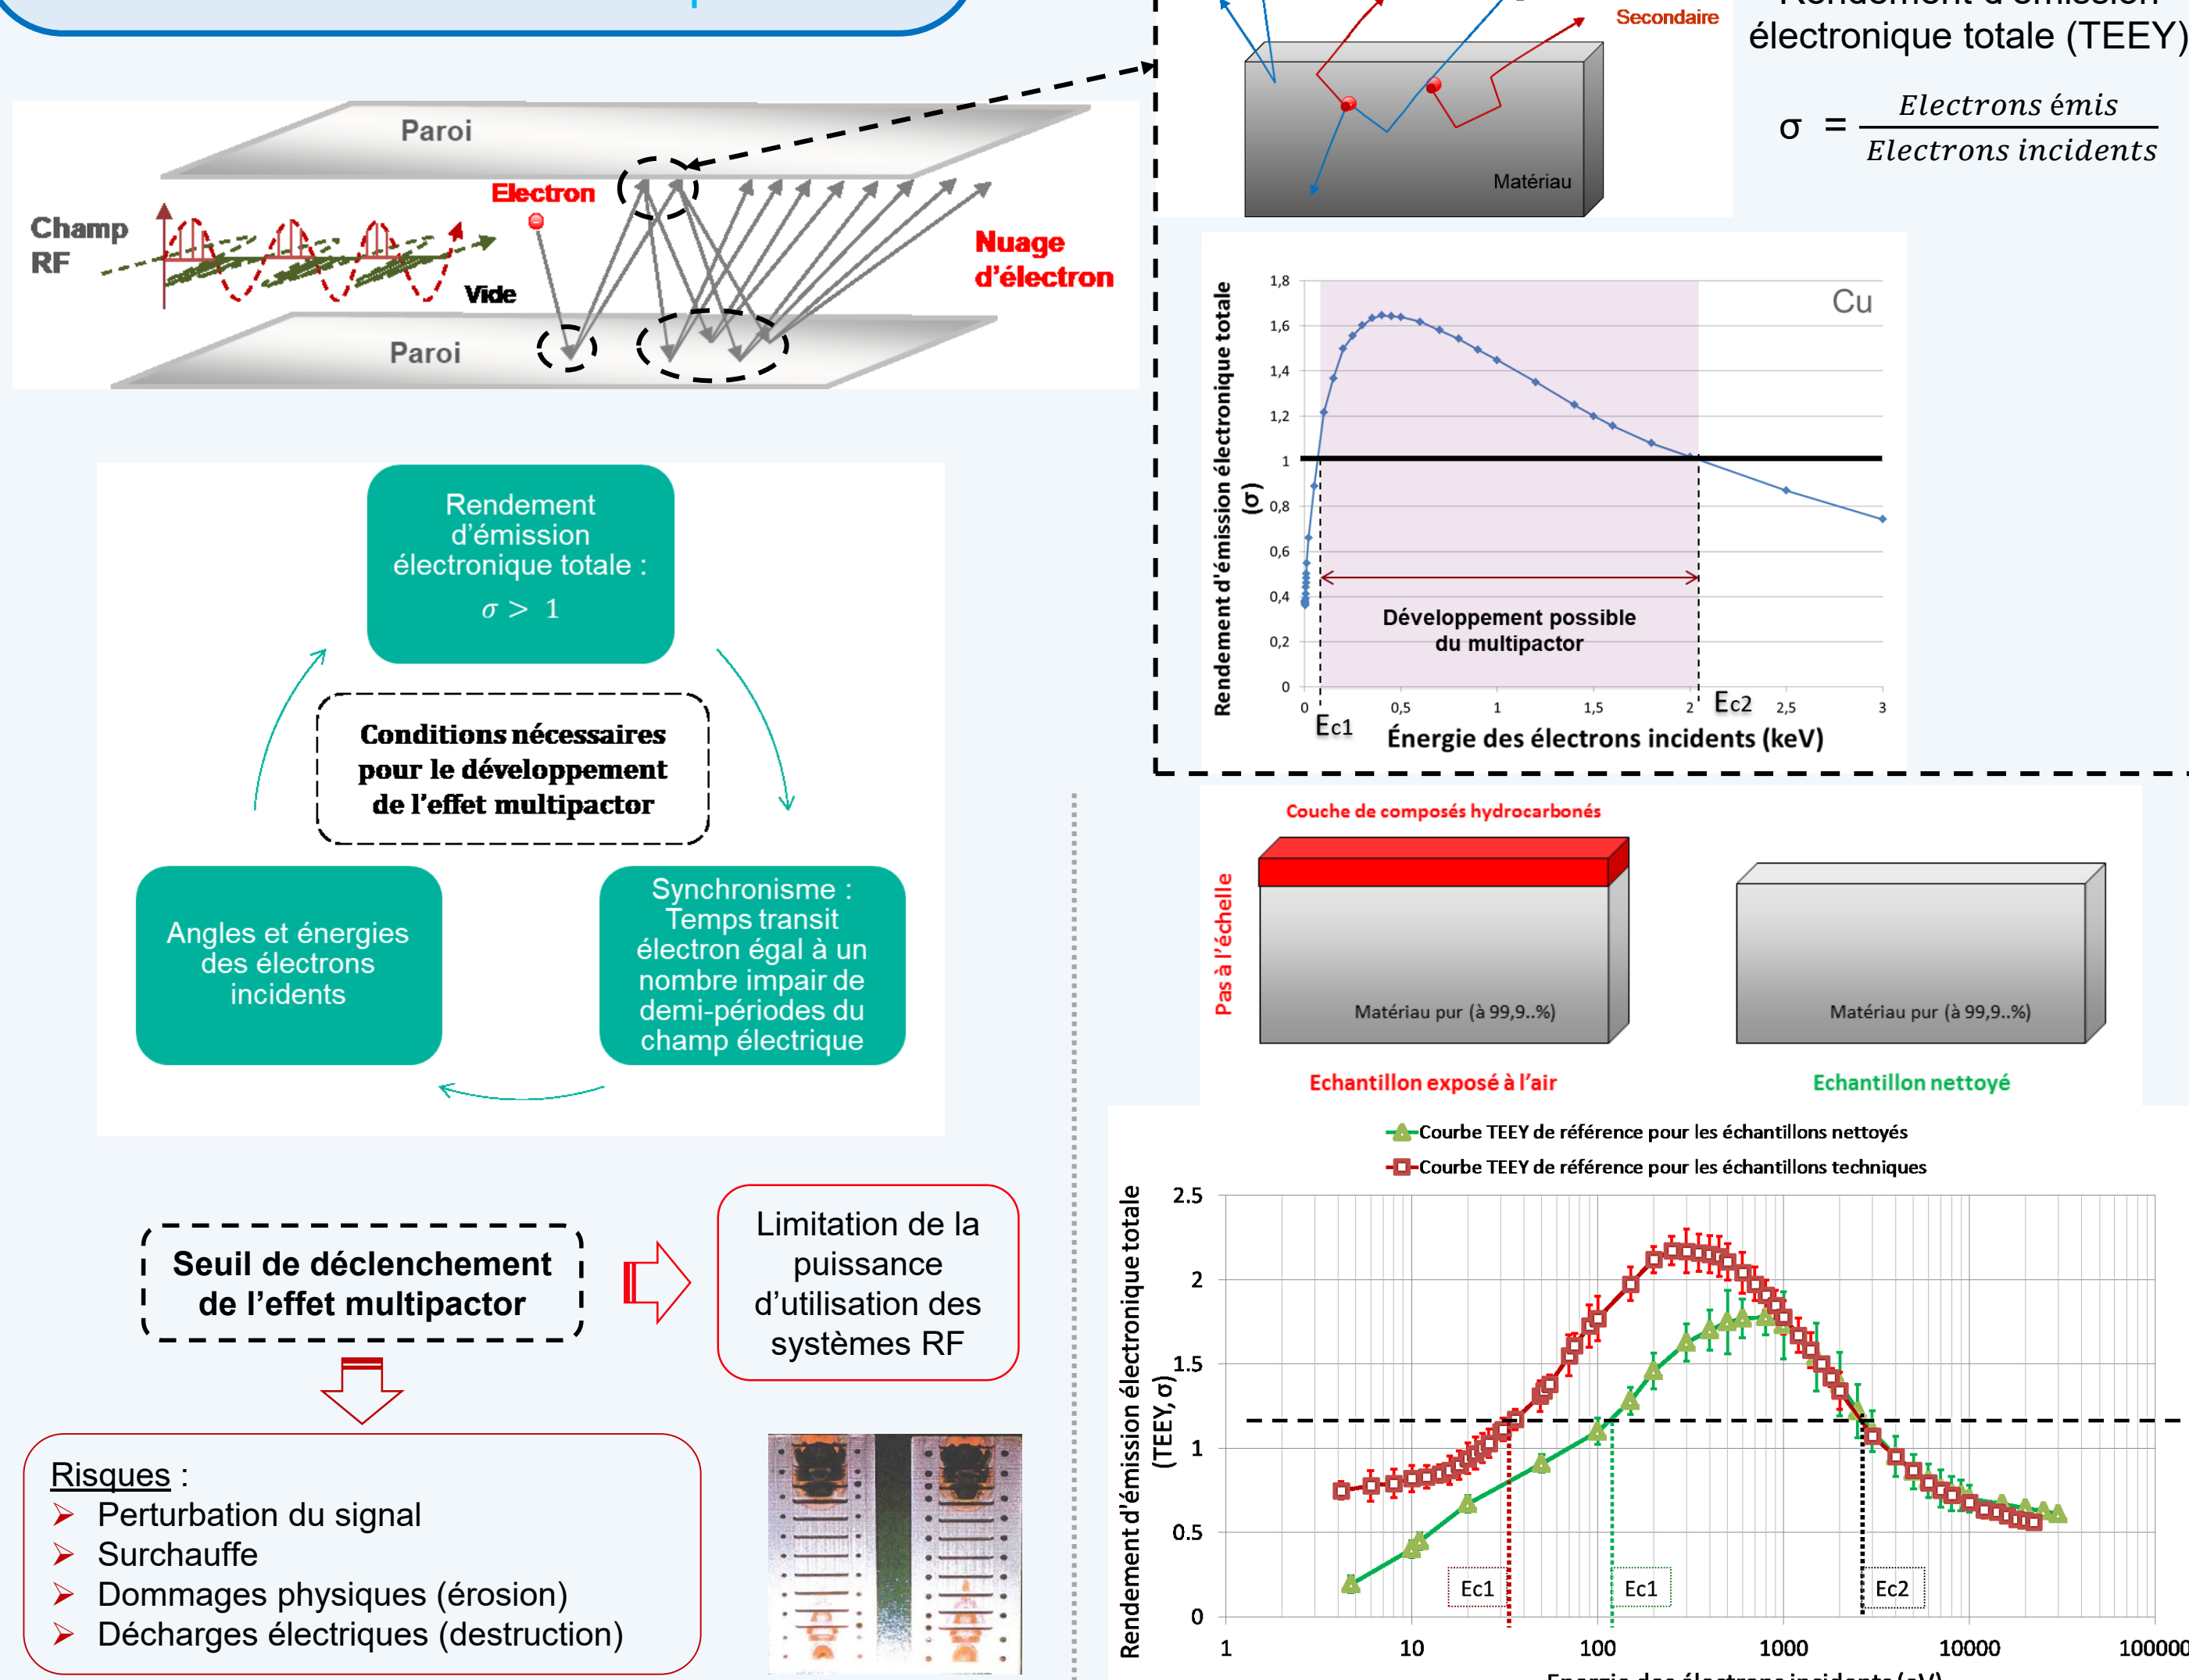 Secondaire
électronique totale (TEEY)
σ = Electrons émis / Electrons incidents
Matériau
Paroi
Electron
Champ
RF
Vide
Nuage
d'électron
Paroi
Rendement
d'émission
électronique totale :
σ > 1
Conditions nécessaires
pour le développement
de l'effet multipactor
Angles et énergies
des électrons
incidents
Synchronisme :
Temps transit
électron égal à un
nombre impair de
demi-périodes du
champ électrique
Seuil de déclenchement
de l'effet multipactor
Limitation de la
puissance
d'utilisation des
systèmes RF
Risques :
Perturbation du signal
Surchauffe
Dommages physiques (érosion)
Décharges électriques (destruction)
Rendement d'émission électronique totale
(σ)
Cu
1,8
1,6
1,4
1,2
1
0,8
0,6
0,4
0,2
0
Développement possible
du multipactor
0 0,5 1 1,5 2 2,5 3
Ec1
Ec2
Énergie des électrons incidents (keV)
Couche de composés hydrocarbonés
Pas à l'échelle
Matériau pur (à 99,9..%)
Matériau pur (à 99,9..%)
Echantillon exposé à l'air
Echantillon nettoyé
Courbe TEEY de référence pour les échantillons nettoyés
Courbe TEEY de référence pour les échantillons techniques
Rendement d'émission électronique totale
(TEEY, σ)
2.5
2
1.5
1
0.5
0
Ec1
Ec1
Ec2
1 10 100 1000 10000 100000